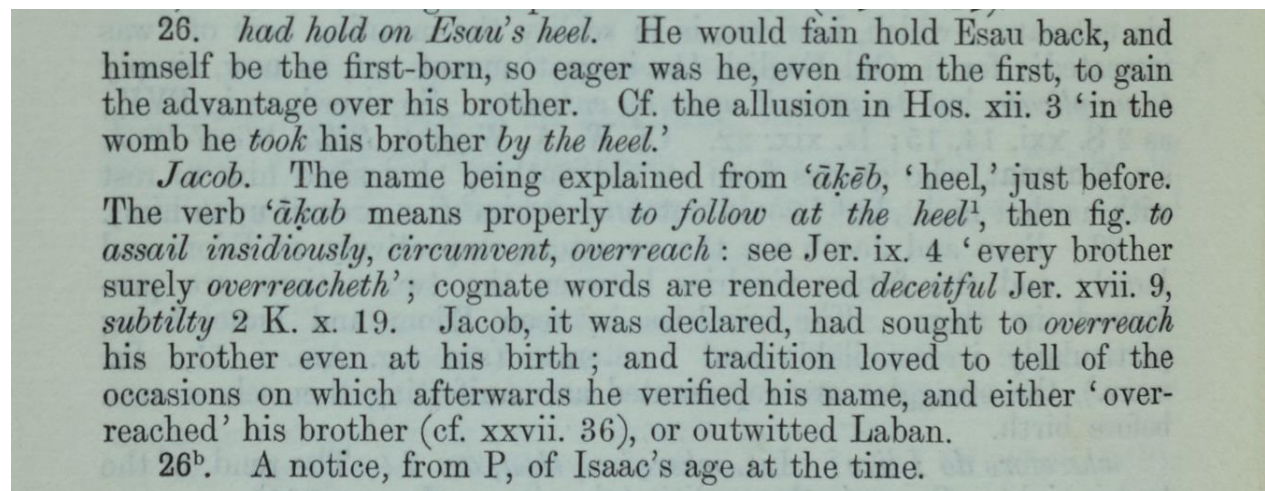 26. had hold on Esau's heel. He would fain hold Esau back, and
himself be the first-born, so eager was he, even from the first, to gain
the advantage over his brother. Cf. the allusion in Hos. xii. 3 ‘in the
womb he took his brother by the heel.’
Jacob. The name being explained from ‘āḳēb, ‘heel,’ just before.
The verb ‘āḳab means properly to follow at the heel¹, then fig. to
assail insidiously, circumvent, overreach: see Jer. ix. 4 ‘every brother
surely overreacheth’; cognate words are rendered deceitful Jer. xvii. 9,
subtilty 2 K. x. 19. Jacob, it was declared, had sought to overreach
his brother even at his birth; and tradition loved to tell of the
occasions on which afterwards he verified his name, and either ‘over-
reached’ his brother (cf. xxvii. 36), or outwitted Laban.
26ᵇ. A notice, from P, of Isaac's age at the time.